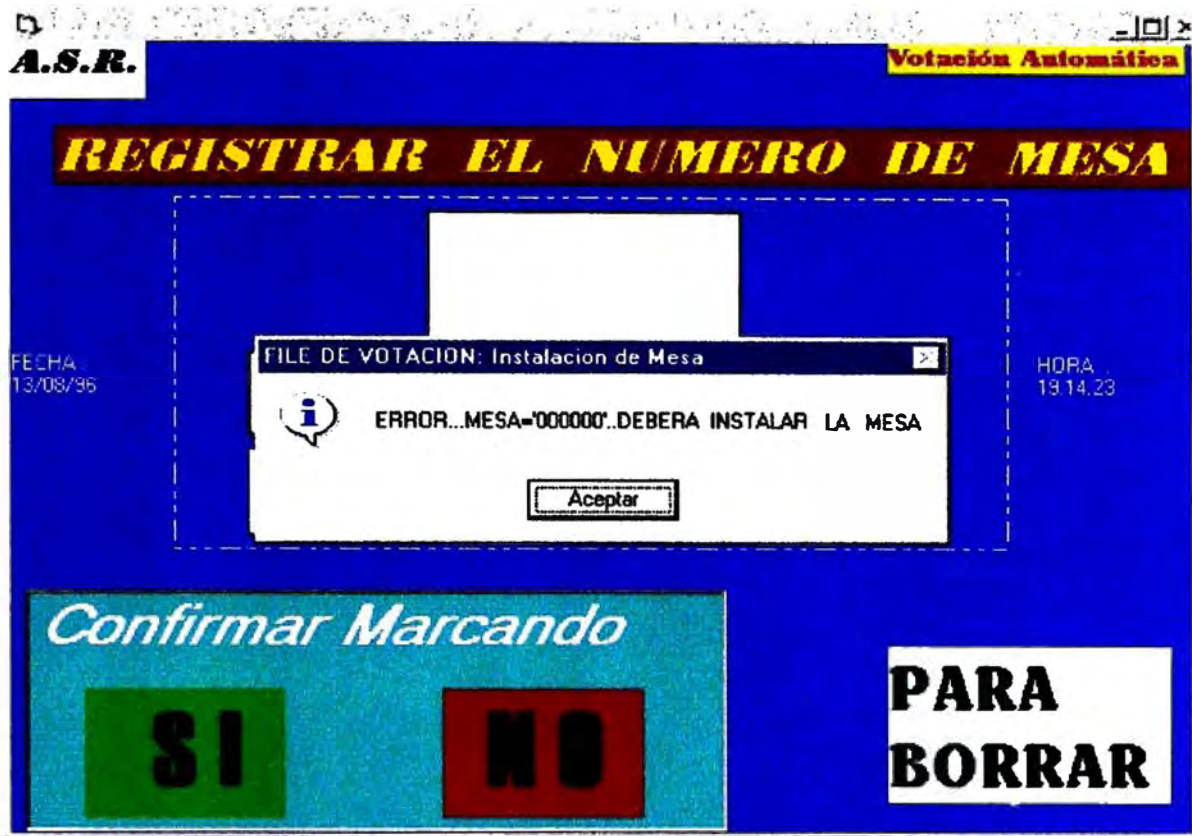 A.S.R.
Votación Automática
REGISTRAR EL NUMERO DE MESA
FILE DE VOTACION: Instalacion de Mesa
FECHA :
13/08/96
HORA :
19.14.23
ERROR...MESA='000000'..DEBERA INSTALAR LA MESA
Aceptar
Confirmar Marcando
SI
NO
PARA
BORRAR